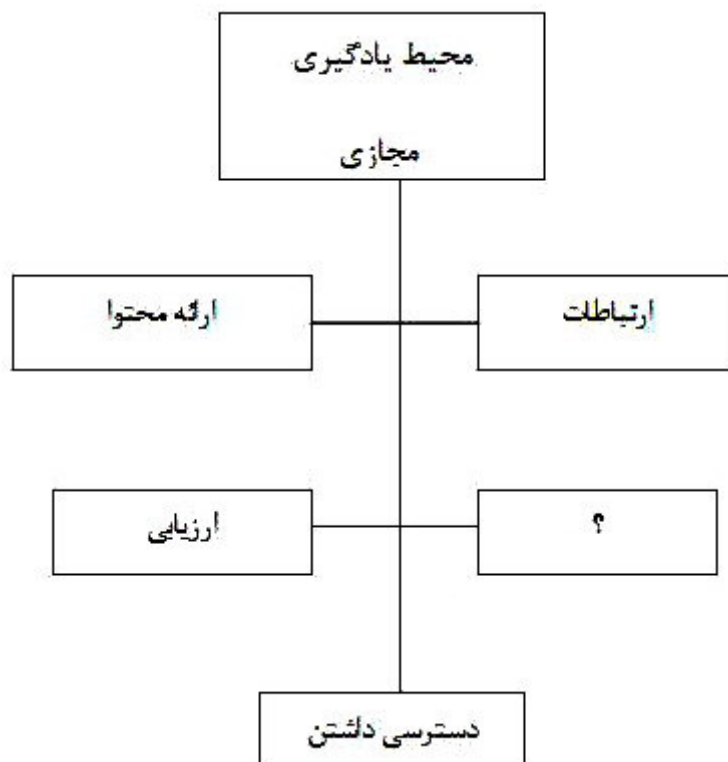 محیط یادگیری
مجازی
ارتباطات
ارائه محتوا
؟
ارزیابی
دسترسی داشتن